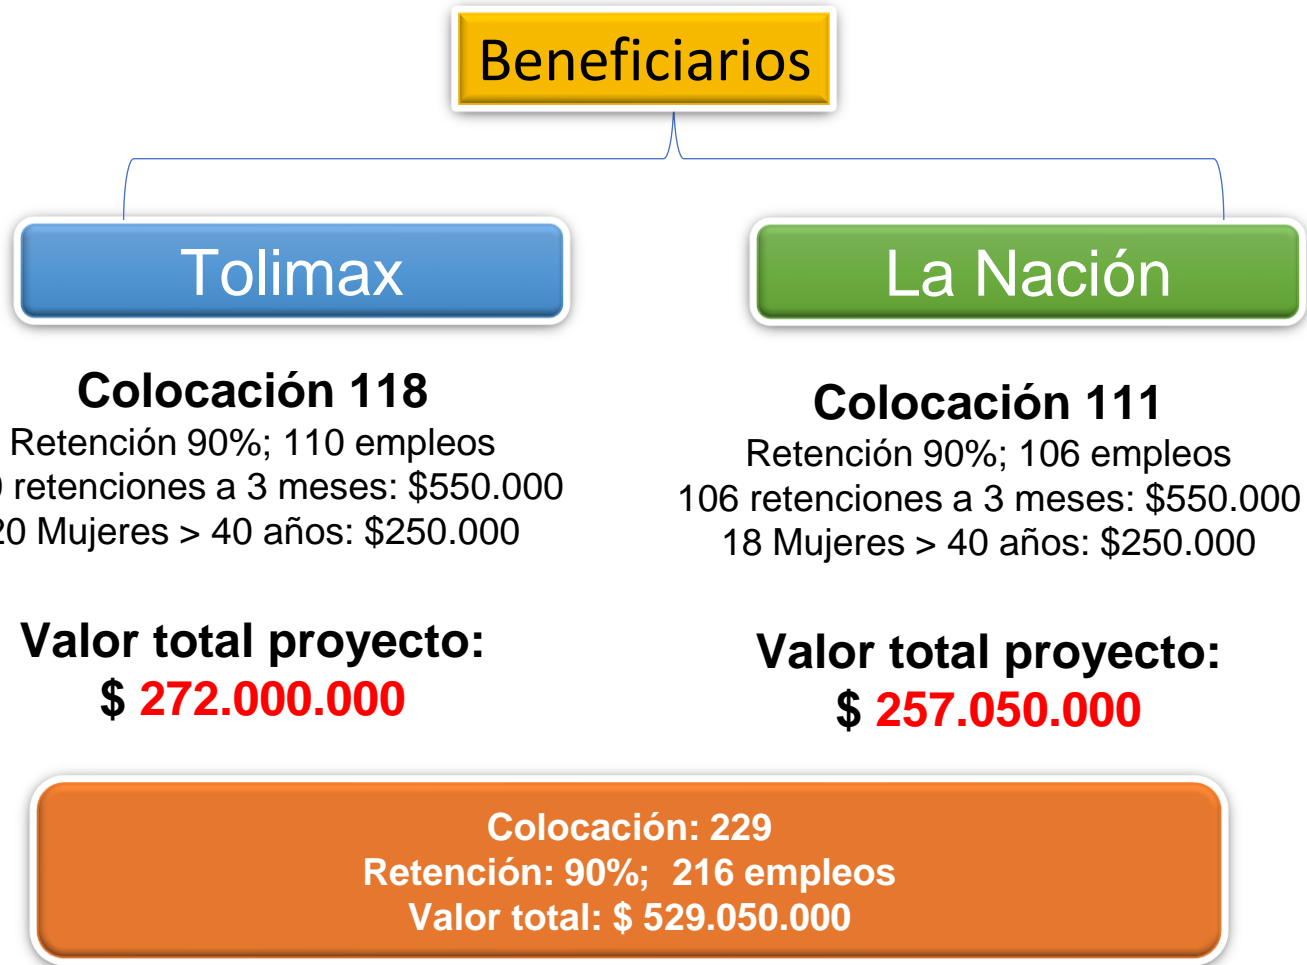 Beneficiarios
Tolimax
La Nación
Colocación 118
Retención 90%; 110 empleos
0 retenciones a 3 meses: $550.000
20 Mujeres > 40 años: $250.000
Valor total proyecto:
$ 272.000.000
Colocación 111
Retención 90%; 106 empleos
106 retenciones a 3 meses: $550.000
18 Mujeres > 40 años: $250.000
Valor total proyecto:
$ 257.050.000
Colocación: 229
Retención: 90%; 216 empleos
Valor total: $ 529.050.000